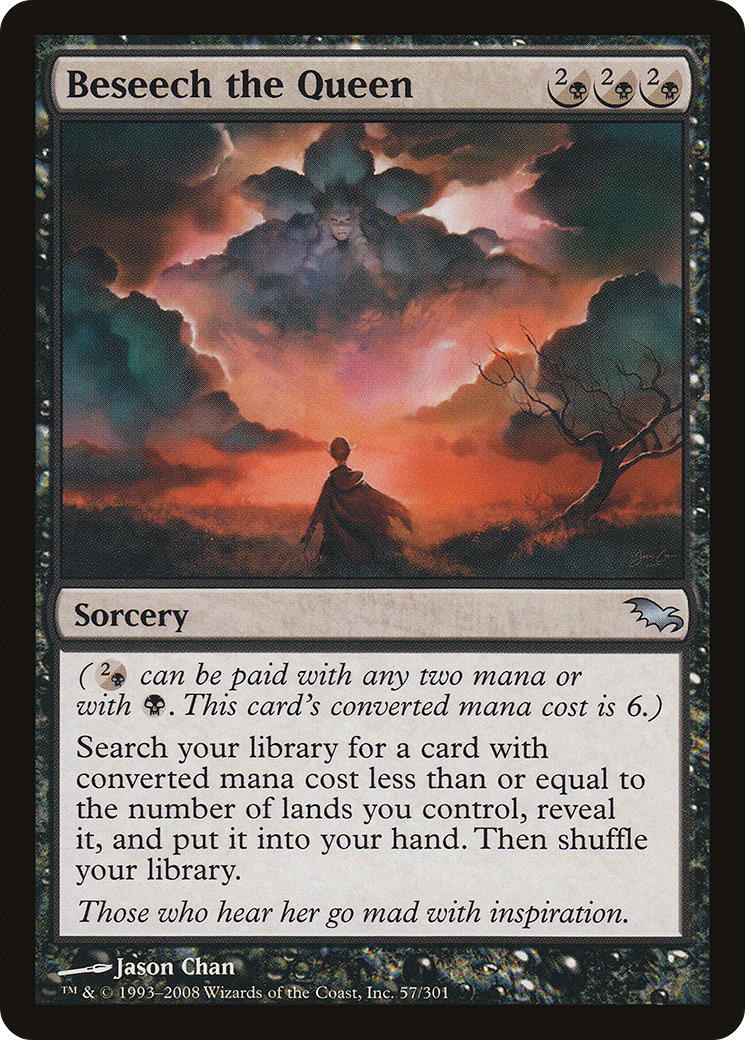 Beseech the Queen 2 2 2
Sorcery
( 2 can be paid with any two mana or
with . This card's converted mana cost is 6.)
Search your library for a card with
converted mana cost less than or equal to
the number of lands you control, reveal
it, and put it into your hand. Then shuffle
your library.
Those who hear her go mad with inspiration.
Jason Chan
™ & © 1993–2008 Wizards of the Coast, Inc. 57/301